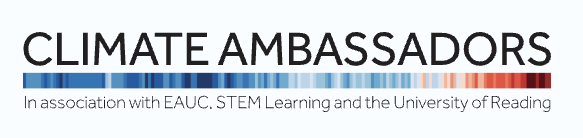 CLIMATE AMBASSADORS
In association with EAUC, STEM Learning and the University of Reading